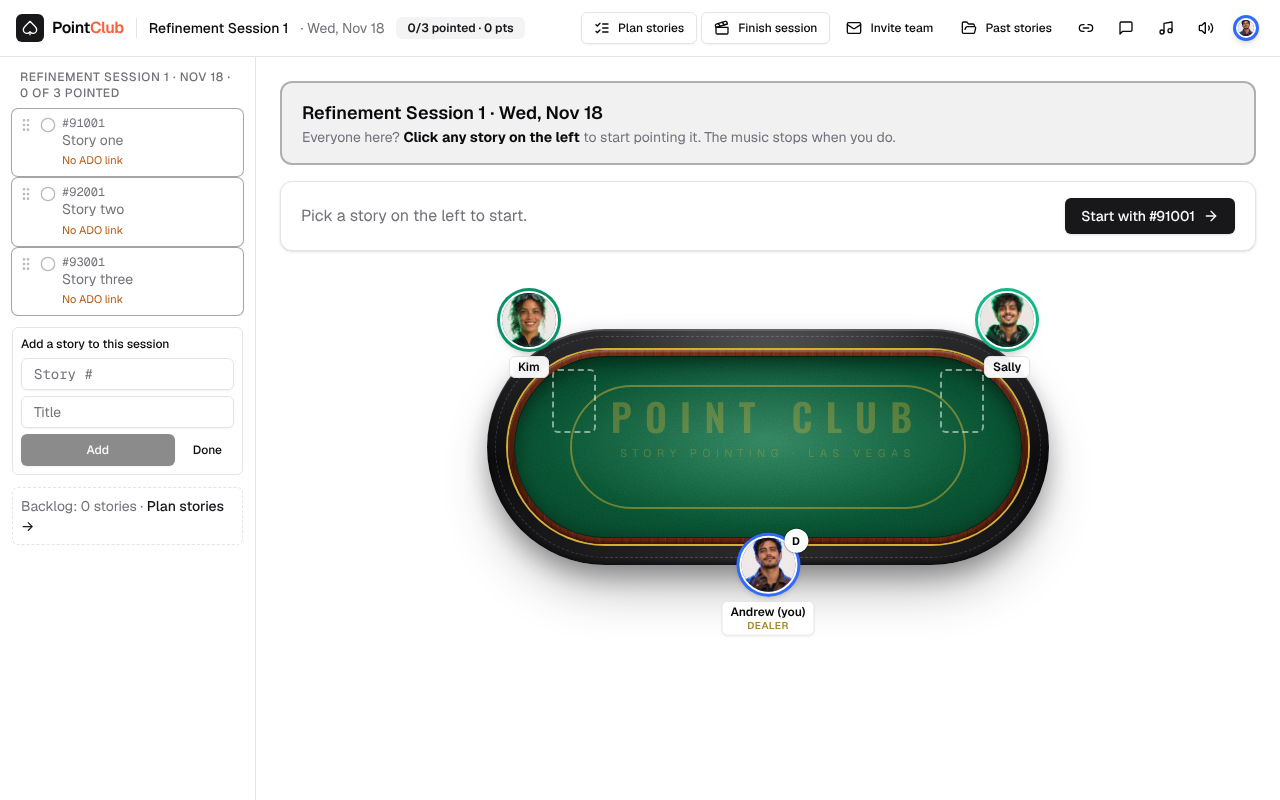 PointClub
Refinement Session 1 · Wed, Nov 18
0/3 pointed · 0 pts
Plan stories
Finish session
Invite team
Past stories
REFINEMENT SESSION 1 · NOV 18 ·
0 OF 3 POINTED
#91001
Story one
No ADO link
#92001
Story two
No ADO link
#93001
Story three
No ADO link
Add a story to this session
Story #
Title
Add
Done
Backlog: 0 stories · Plan stories
→
Refinement Session 1 · Wed, Nov 18
Everyone here? Click any story on the left to start pointing it. The music stops when you do.
Pick a story on the left to start.
Start with #91001 →
Kim
Sally
POINT CLUB
STORY POINTING · LAS VEGAS
D
Andrew (you)
DEALER